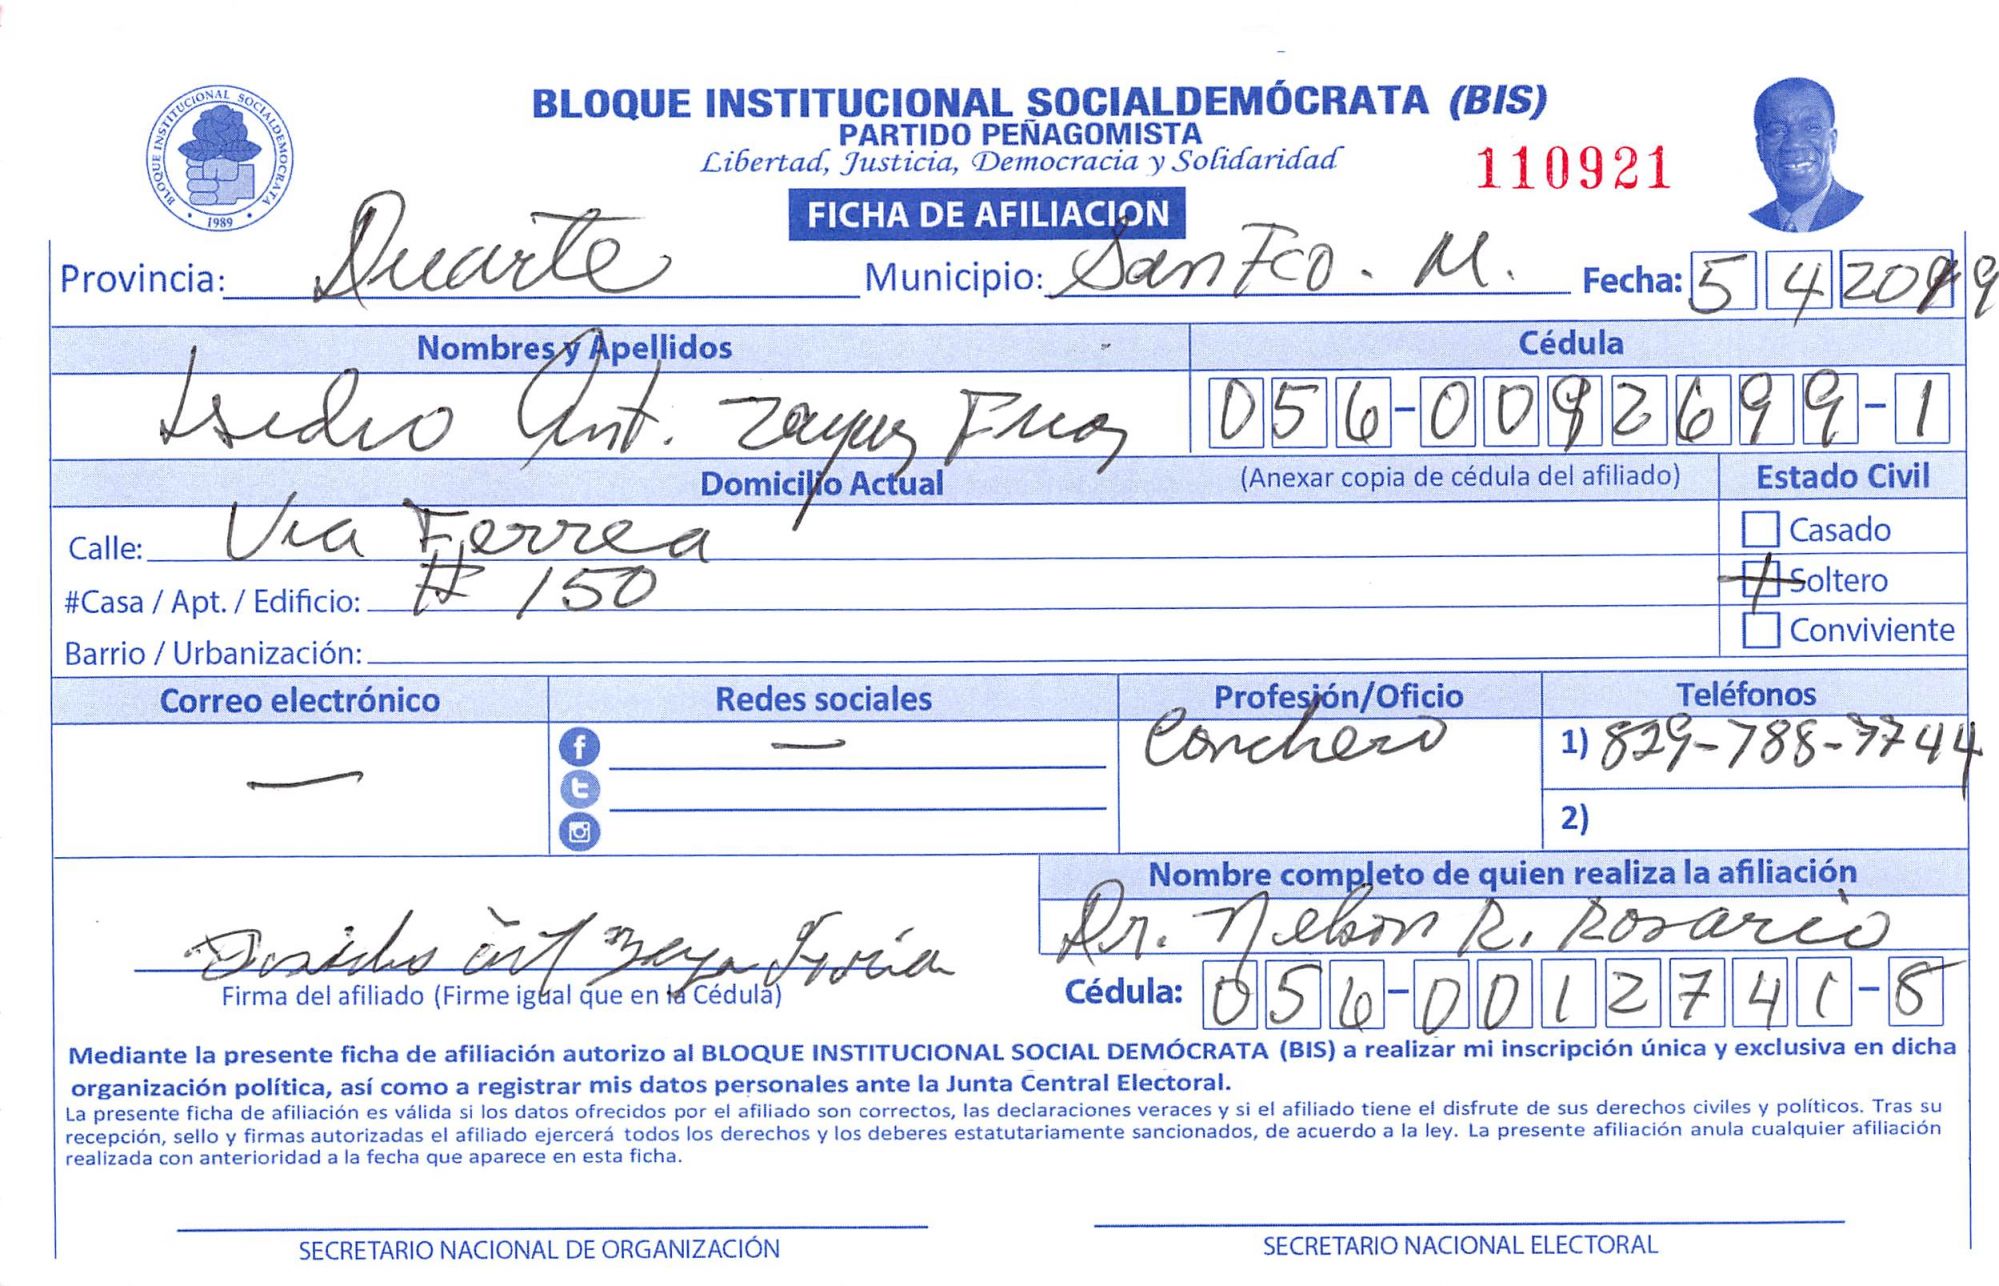 BLOQUE INSTITUCIONAL SOCIALDEMÓCRATA (BIS)
PARTIDO PEÑAGOMISTA
Libertad, Justicia, Democracia y Solidaridad
110921
BLOQUE INSTITUCIONAL SOCIALDEMOCRATA
1989
FICHA DE AFILIACION
Provincia: Duarte Municipio: San Fco. M. Fecha: 5 4 2019
Nombres y Apellidos Cédula
Isidro Ant. 056-0092699-1
Domicilio Actual (Anexar copia de cédula del afiliado) Estado Civil
Calle: Via Ferrea Casado
#Casa / Apt. / Edificio: # 150 Soltero
Barrio / Urbanización: Conviviente
Correo electrónico Redes sociales Profesión/Oficio Teléfonos
— — Conchero 1) 829-788-7744
2)
Nombre completo de quien realiza la afiliación
Dr. Nelson R. Rosario
Firma del afiliado (Firme igual que en la Cédula) Cédula: 056-0012741-8
Mediante la presente ficha de afiliación autorizo al BLOQUE INSTITUCIONAL SOCIAL DEMÓCRATA (BIS) a realizar mi inscripción única y exclusiva en dicha
organización política, así como a registrar mis datos personales ante la Junta Central Electoral.
La presente ficha de afiliación es válida si los datos ofrecidos por el afiliado son correctos, las declaraciones veraces y si el afiliado tiene el disfrute de sus derechos civiles y políticos. Tras su
recepción, sello y firmas autorizadas el afiliado ejercerá todos los derechos y los deberes estatutariamente sancionados, de acuerdo a la ley. La presente afiliación anula cualquier afiliación
realizada con anterioridad a la fecha que aparece en esta ficha.
SECRETARIO NACIONAL DE ORGANIZACIÓN SECRETARIO NACIONAL ELECTORAL